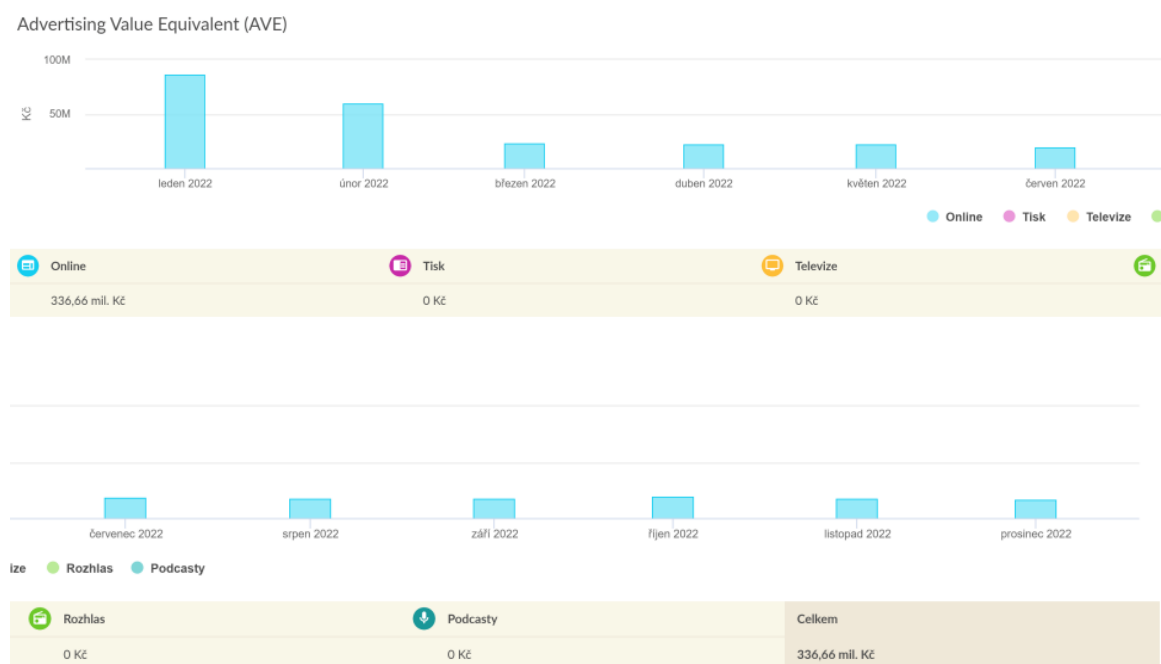 Advertising Value Equivalent (AVE)
100M
Kč
50M
leden 2022 únor 2022 březen 2022 duben 2022 květen 2022 červen 2022
Online Tisk Televize
Online Tisk Televize
336,66 mil. Kč 0 Kč 0 Kč
červenec 2022 srpen 2022 září 2022 říjen 2022 listopad 2022 prosinec 2022
ize Rozhlas Podcasty
Rozhlas Podcasty Celkem
0 Kč 0 Kč 336,66 mil. Kč